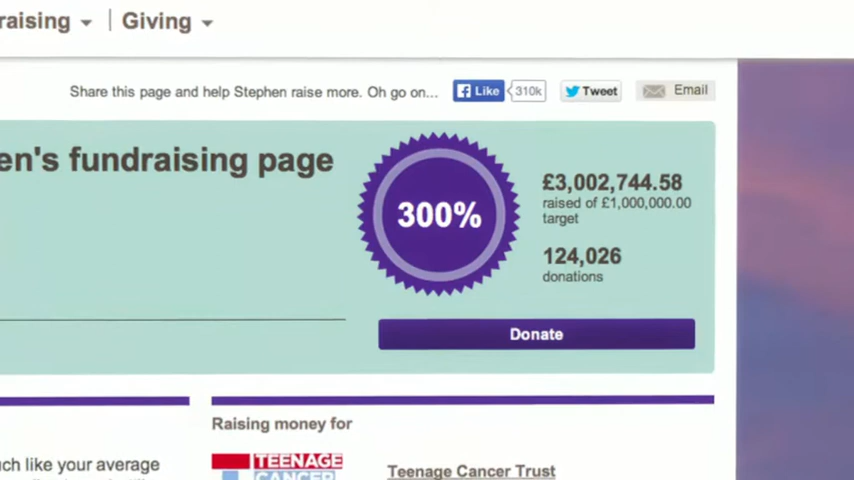 raising Giving
Share this page and help Stephen raise more. Oh go on... Like 310k Tweet Email
en's fundraising page
300%
£3,002,744.58
raised of £1,000,000.00
target
124,026
donations
Donate
Raising money for
ch like your average
TEENAGE
CANCER
Teenage Cancer Trust